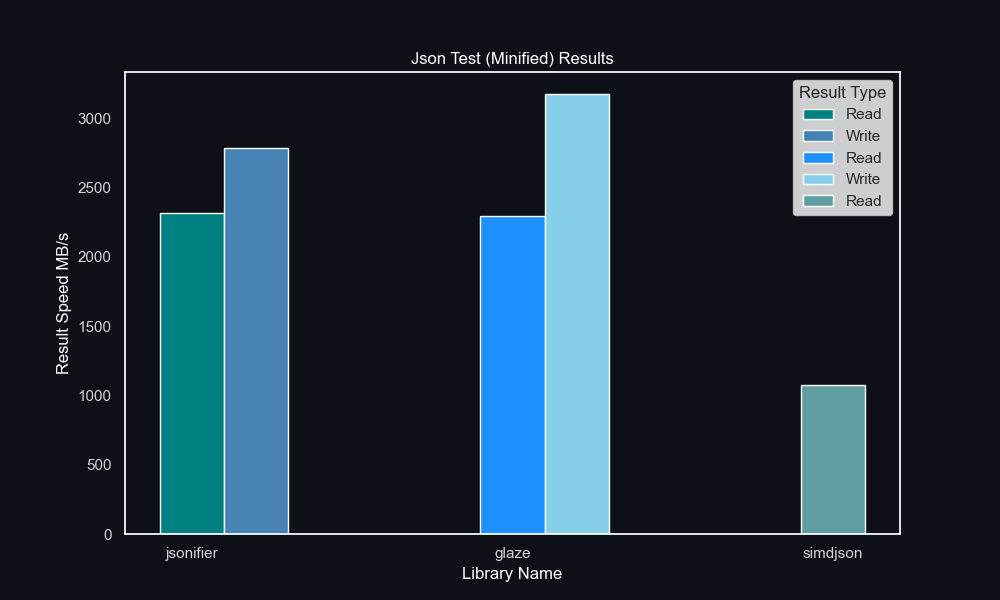 Json Test (Minified) Results
Result Type
Read
Write
Read
Write
Read
Result Speed MB/s
3000
2500
2000
1500
1000
500
0
jsonifier
glaze
simdjson
Library Name